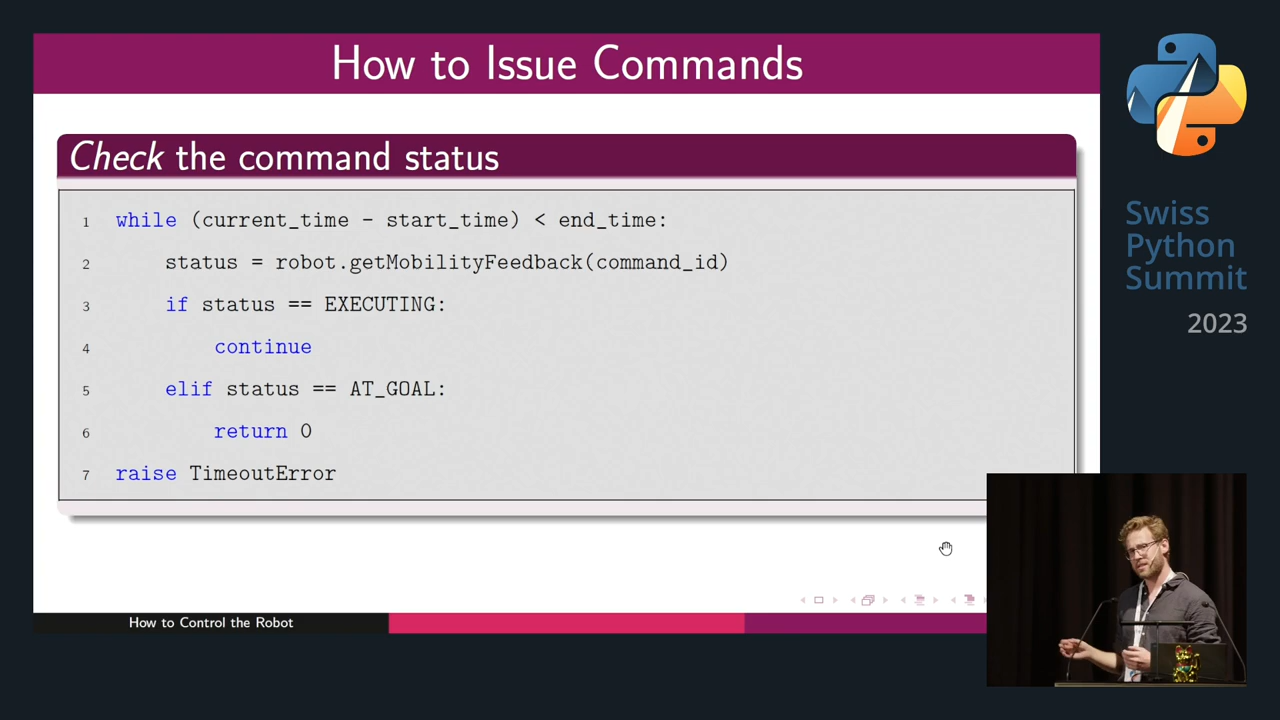 How to Issue Commands
Check the command status
1 while (current_time - start_time) < end_time:
2 status = robot.getMobilityFeedback(command_id)
3 if status == EXECUTING:
4 continue
5 elif status == AT_GOAL:
6 return 0
7 raise TimeoutError
How to Control the Robot
Swiss
Python
Summit
2023